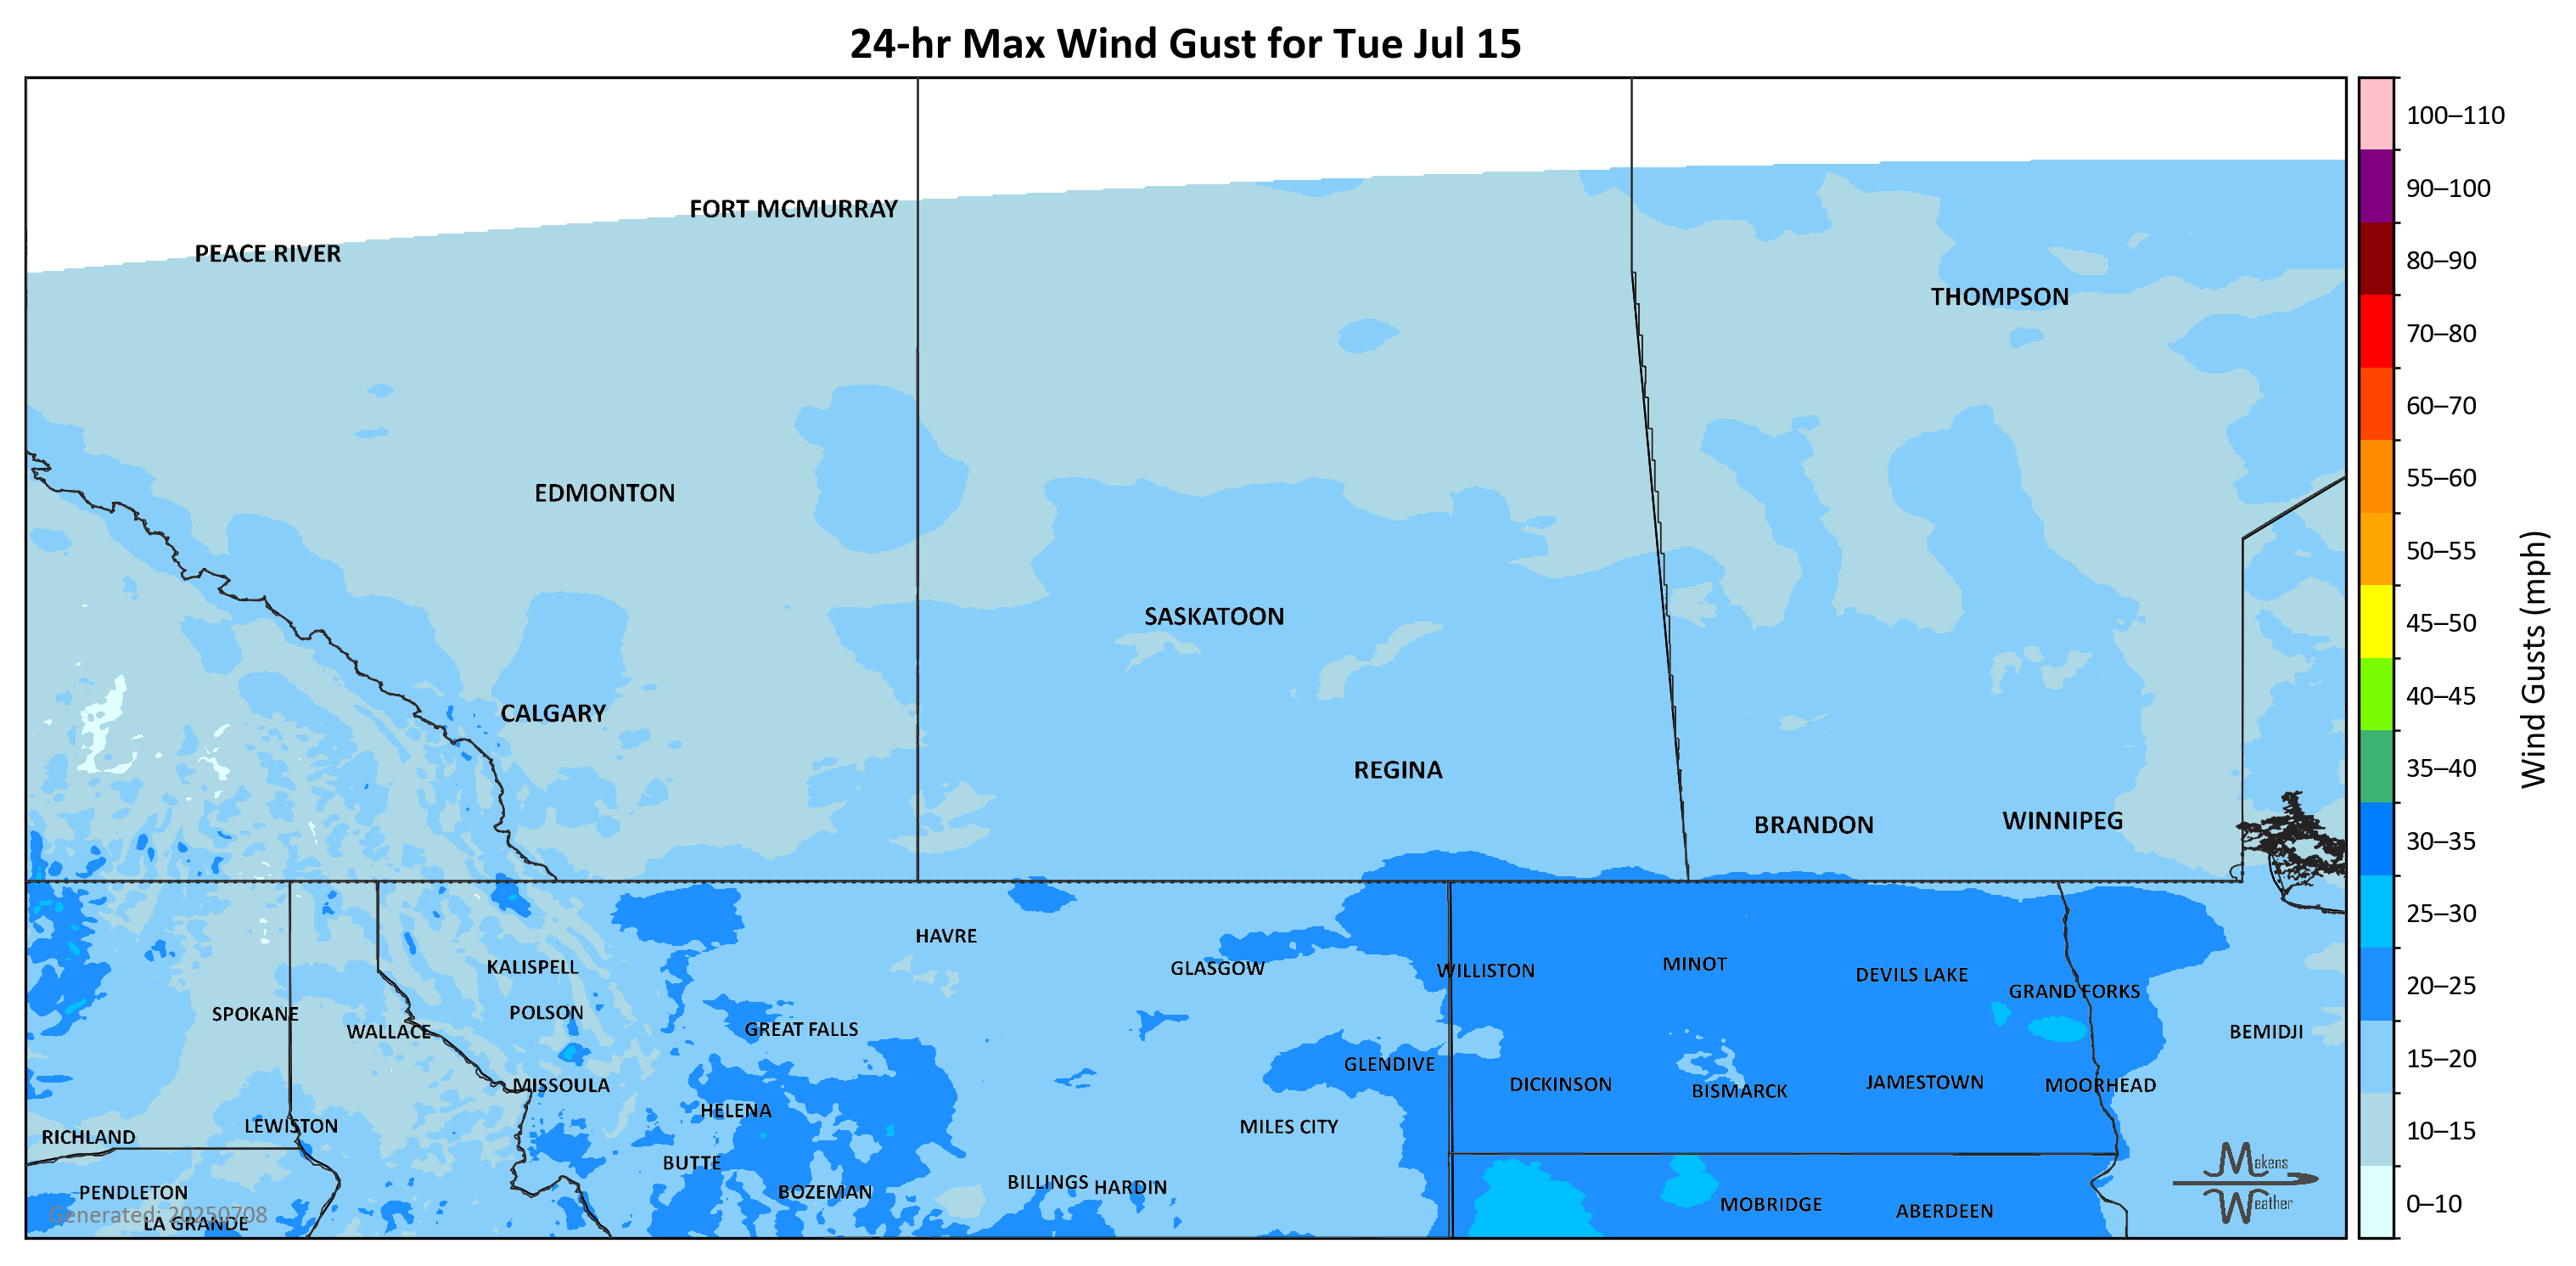 24-hr Max Wind Gust for Tue Jul 15
100–110
90–100
80–90
70–80
60–70
55–60
50–55
45–50
40–45
35–40
30–35
25–30
20–25
15–20
10–15
0–10
Wind Gusts (mph)
FORT MCMURRAY
PEACE RIVER
THOMPSON
EDMONTON
SASKATOON
CALGARY
REGINA
BRANDON
WINNIPEG
HAVRE
KALISPELL
GLASGOW
WILLISTON
MINOT
DEVILS LAKE
GRAND FORKS
SPOKANE
POLSON
WALLACE
GREAT FALLS
BEMIDJI
GLENDIVE
MISSOULA
DICKINSON
BISMARCK
JAMESTOWN
MOORHEAD
HELENA
LEWISTON
MILES CITY
RICHLAND
BUTTE
PENDLETON
BOZEMAN
BILLINGS
HARDIN
MOBRIDGE
ABERDEEN
LA GRANDE
Generated: 20250708
Makens
Weather